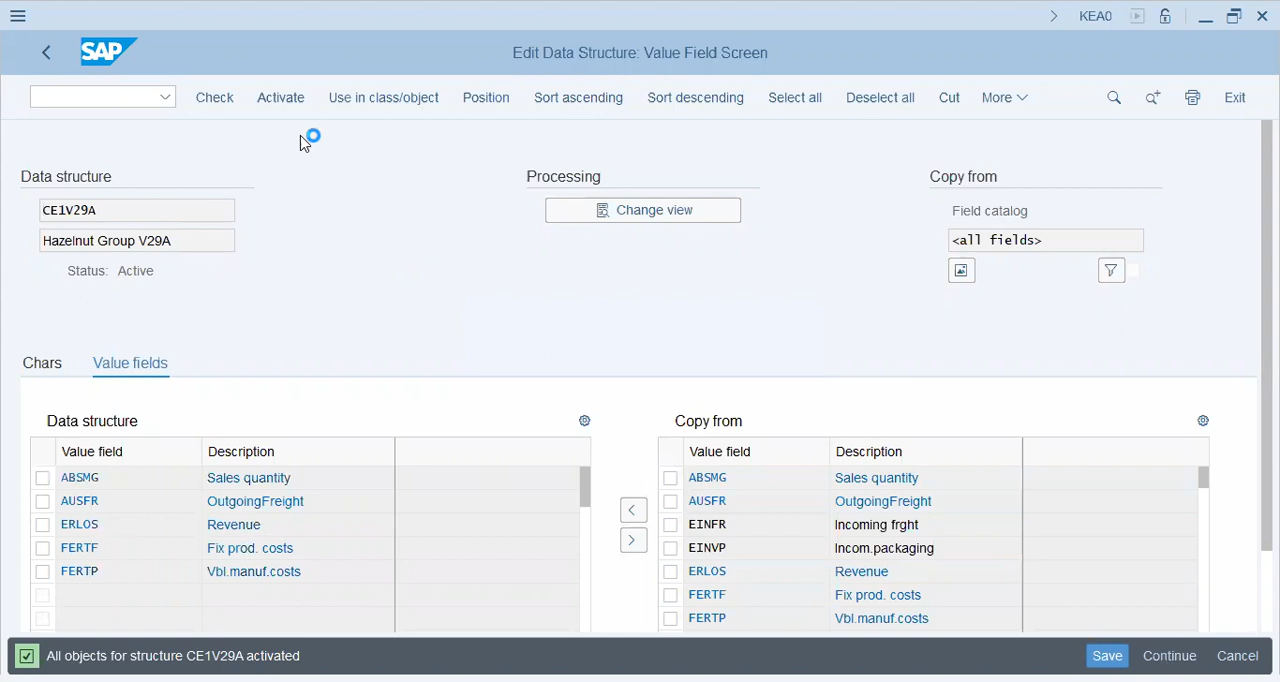 KEA0
SAP
Edit Data Structure: Value Field Screen
Check Activate Use in class/object Position Sort ascending Sort descending Select all Deselect all Cut More Exit
Data structure Processing Copy from
CE1V29A Change view Field catalog
Hazelnut Group V29A <all fields>
Status: Active
Chars Value fields
Data structure Copy from
Value field Description Value field Description
ABSMG Sales quantity ABSMG Sales quantity
AUSFR OutgoingFreight AUSFR OutgoingFreight
ERLOS Revenue EINFR Incoming frght
FERTF Fix prod. costs EINVP Incom.packaging
FERTP Vbl.manuf.costs ERLOS Revenue
FERTF Fix prod. costs
FERTP Vbl.manuf.costs
All objects for structure CE1V29A activated Save Continue Cancel